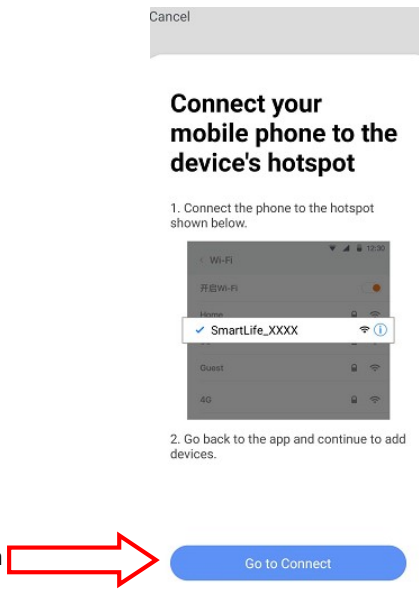 Cancel
Connect your
mobile phone to the
device's hotspot
1. Connect the phone to the hotspot
shown below.
12:30
Wi-Fi
开启Wi-Fi
Home
SmartLife_XXXX
Guest
4G
2. Go back to the app and continue to add
devices.
Go to Connect